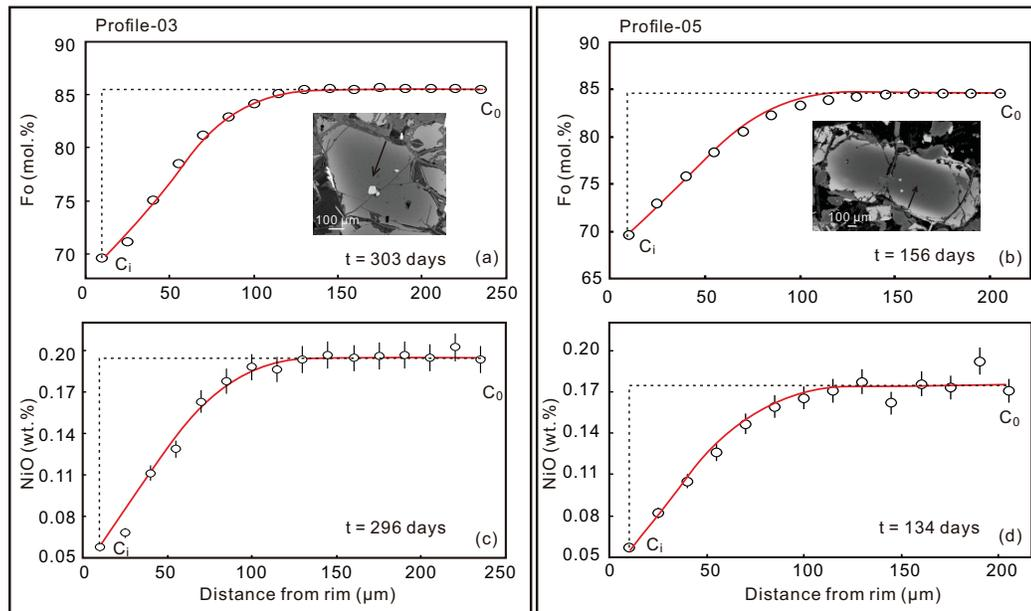 Profile-03
Fo (mol.%)
90
85
80
75
70
C₀
Cᵢ
100 μm
t = 303 days
(a)
0
50
100
150
200
250
Profile-05
Fo (mol.%)
90
85
80
75
70
65
C₀
Cᵢ
100 μm
t = 156 days
(b)
0
50
100
150
200
NiO (wt.%)
0.20
0.17
0.14
0.11
0.08
0.05
C₀
Cᵢ
t = 296 days
(c)
0
50
100
150
200
250
Distance from rim (μm)
NiO (wt.%)
0.20
0.17
0.14
0.11
0.08
0.05
C₀
Cᵢ
t = 134 days
(d)
0
50
100
150
200
Distance from rim (μm)